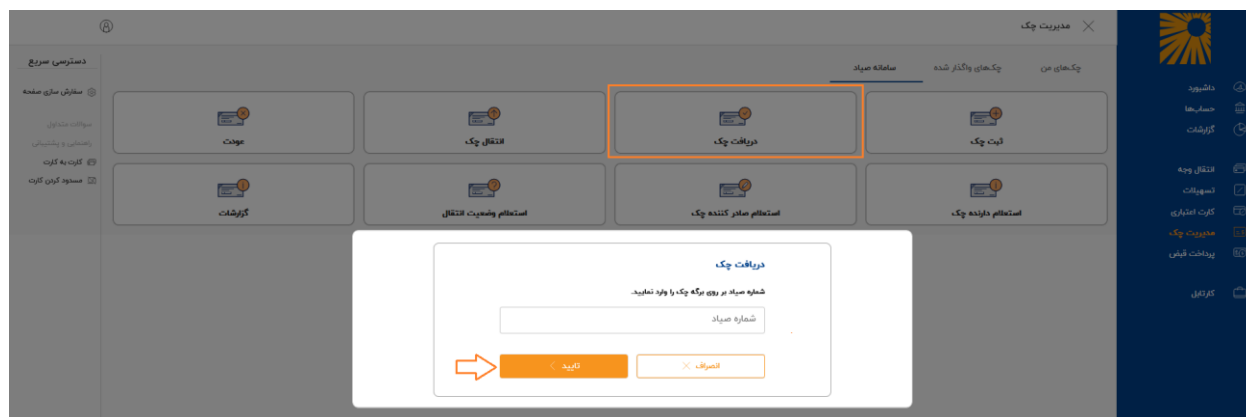 مدیریت چک
چک‌های من
چک‌های واگذار شده
سامانه صیاد
ثبت چک
دریافت چک
انتقال چک
عودت
استعلام دارنده چک
استعلام صادر کننده چک
استعلام وضعیت انتقال
گزارشات
دریافت چک
شماره صیاد بر روی برگه چک را وارد نمایید.
شماره صیاد
انصراف
تایید
داشبورد
حساب‌ها
گزارشات
انتقال وجه
تسهیلات
کارت اعتباری
مدیریت چک
پرداخت قبض
کارتابل
دسترسی سریع
سفارش سازی صفحه
سوالات متداول
راهنمایی و پشتیبانی
کارت به کارت
مسدود کردن کارت